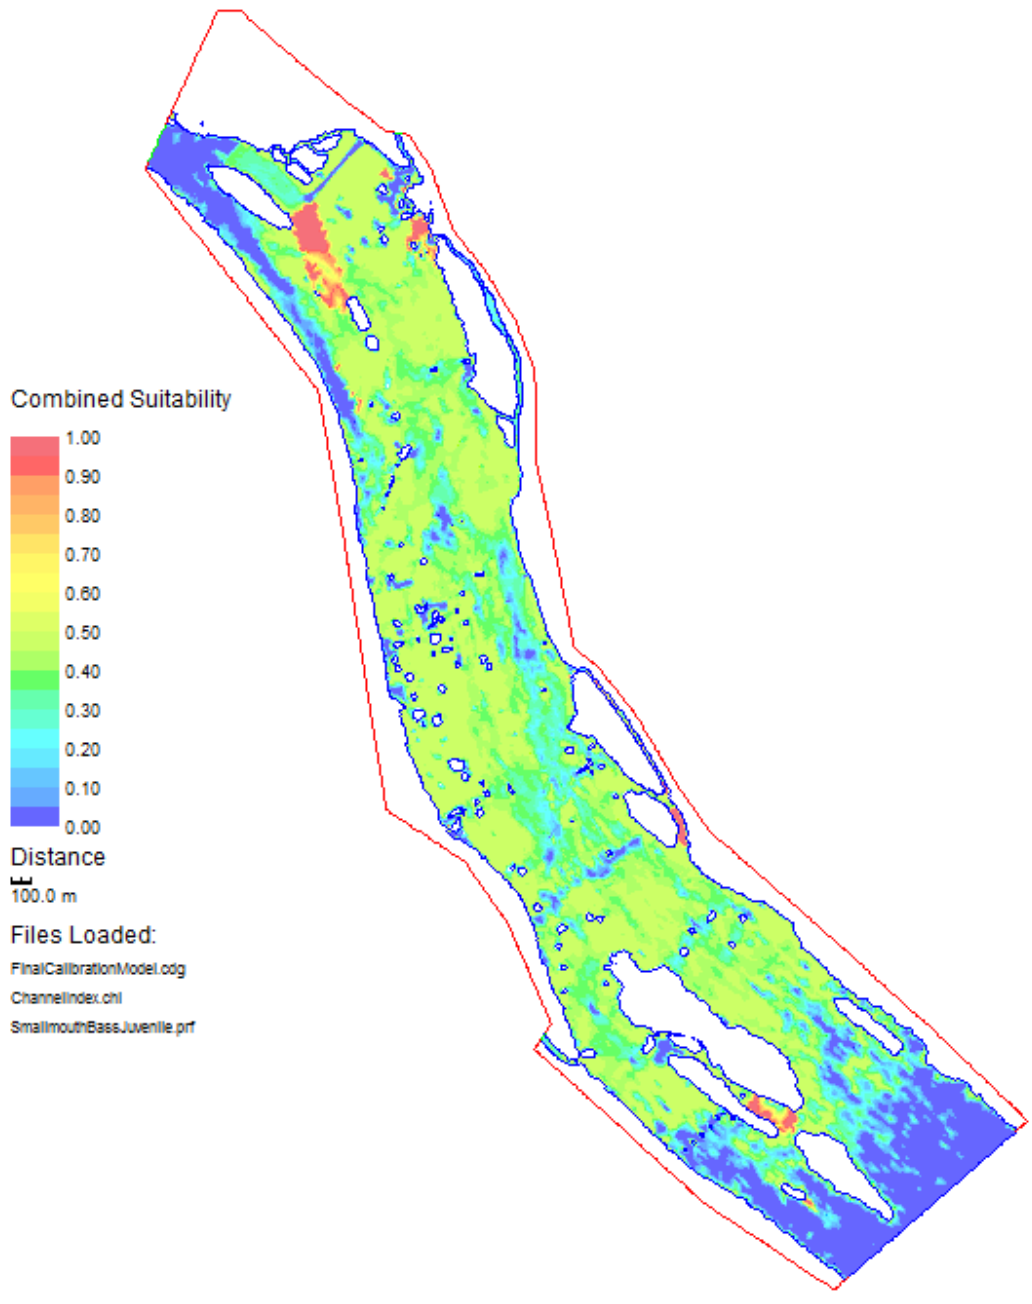 Combined Suitability
1.00
0.90
0.80
0.70
0.60
0.50
0.40
0.30
0.20
0.10
0.00
Distance
100.0 m
Files Loaded:
FinalCalibrationModel.cdg
ChannelIndex.chi
SmallmouthBassJuvenile.prf